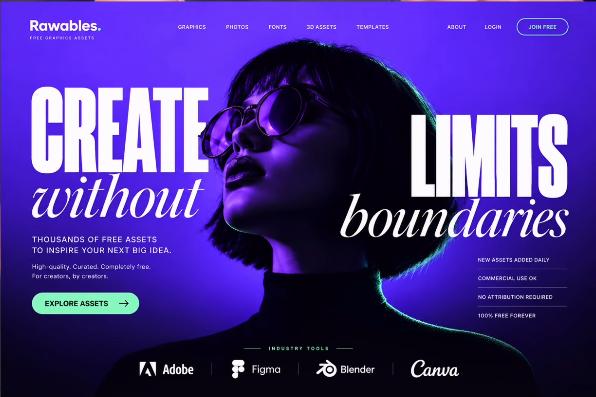 Rawables.
FREE GRAPHIC ASSETS
GRAPHICS PHOTOS FONTS 3D ASSETS TEMPLATES
ABOUT LOGIN JOIN FREE
CREATE
without
LIMITS
boundaries
THOUSANDS OF FREE ASSETS
TO INSPIRE YOUR NEXT BIG IDEA.
High-quality. Curated. Completely free.
For creators, by creators.
EXPLORE ASSETS →
NEW ASSETS ADDED DAILY
COMMERCIAL USE OK
NO ATTRIBUTION REQUIRED
100% FREE FOREVER
INDUSTRY TOOLS
Adobe Figma Blender Canva